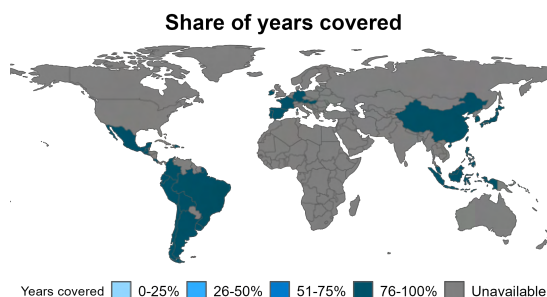 Share of years covered
Years covered 0-25% 26-50% 51-75% 76-100% Unavailable